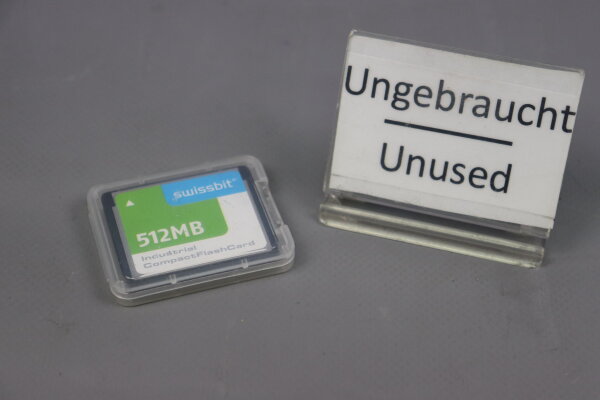 swissbit®
512MB
Industrial
CompactFlashCard
Ungebraucht
Unused